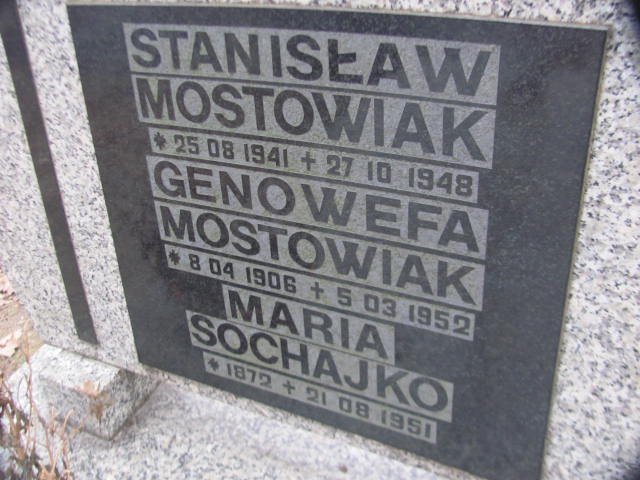 STANISŁAW
MOSTOWIAK
* 25 08 1941 + 27 10 1948
GENOWEFA
MOSTOWIAK
* 8 04 1906 + 5 03 1952
MARIA
SOCHAJKO
* 1872 + 21 08 1951